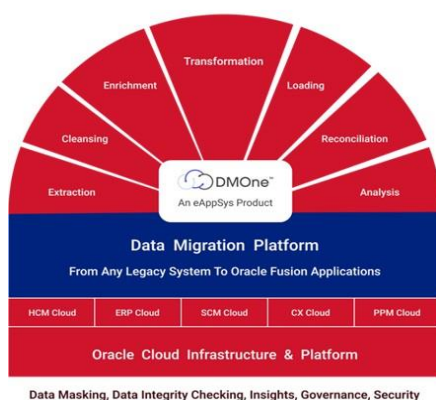 Transformation
Enrichment
Loading
Cleansing
Reconciliation
Extraction
DMOne™
Analysis
An eAppSys Product
Data Migration Platform
From Any Legacy System To Oracle Fusion Applications
HCM Cloud
ERP Cloud
SCM Cloud
CX Cloud
PPM Cloud
Oracle Cloud Infrastructure & Platform
Data Masking, Data Integrity Checking, Insights, Governance, Security